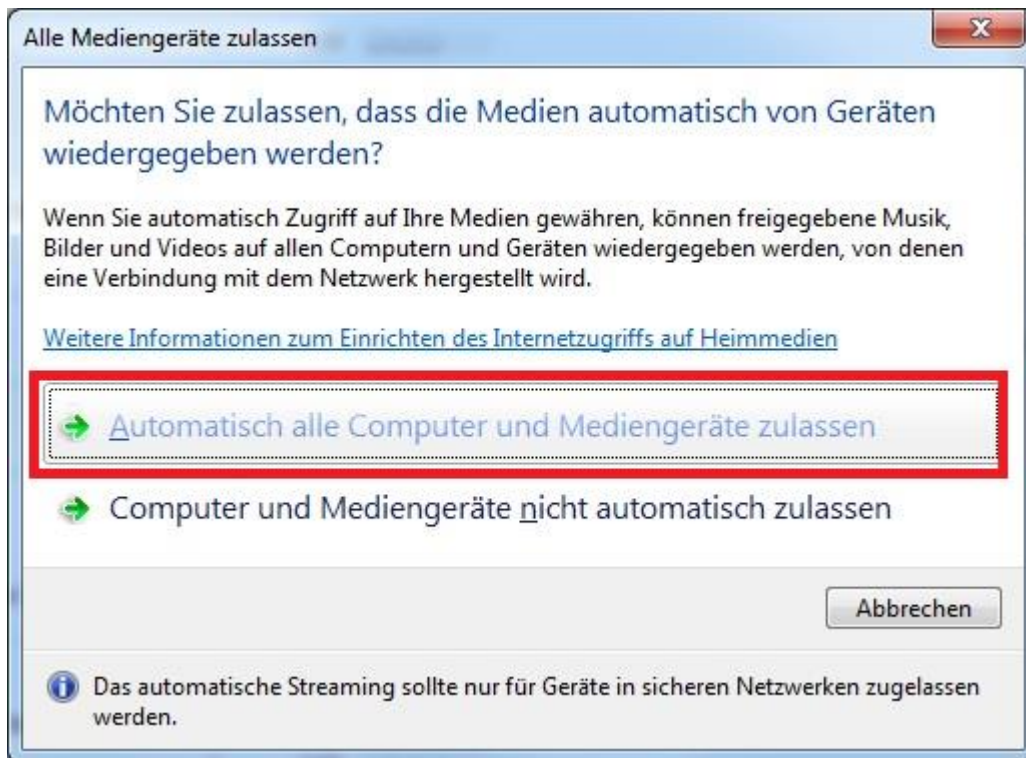 Alle Mediengeräte zulassen
Möchten Sie zulassen, dass die Medien automatisch von Geräten
wiedergegeben werden?
Wenn Sie automatisch Zugriff auf Ihre Medien gewähren, können freigegebene Musik,
Bilder und Videos auf allen Computern und Geräten wiedergegeben werden, von denen
eine Verbindung mit dem Netzwerk hergestellt wird.
Weitere Informationen zum Einrichten des Internetzugriffs auf Heimmedien
Automatisch alle Computer und Mediengeräte zulassen
Computer und Mediengeräte nicht automatisch zulassen
Abbrechen
Das automatische Streaming sollte nur für Geräte in sicheren Netzwerken zugelassen
werden.